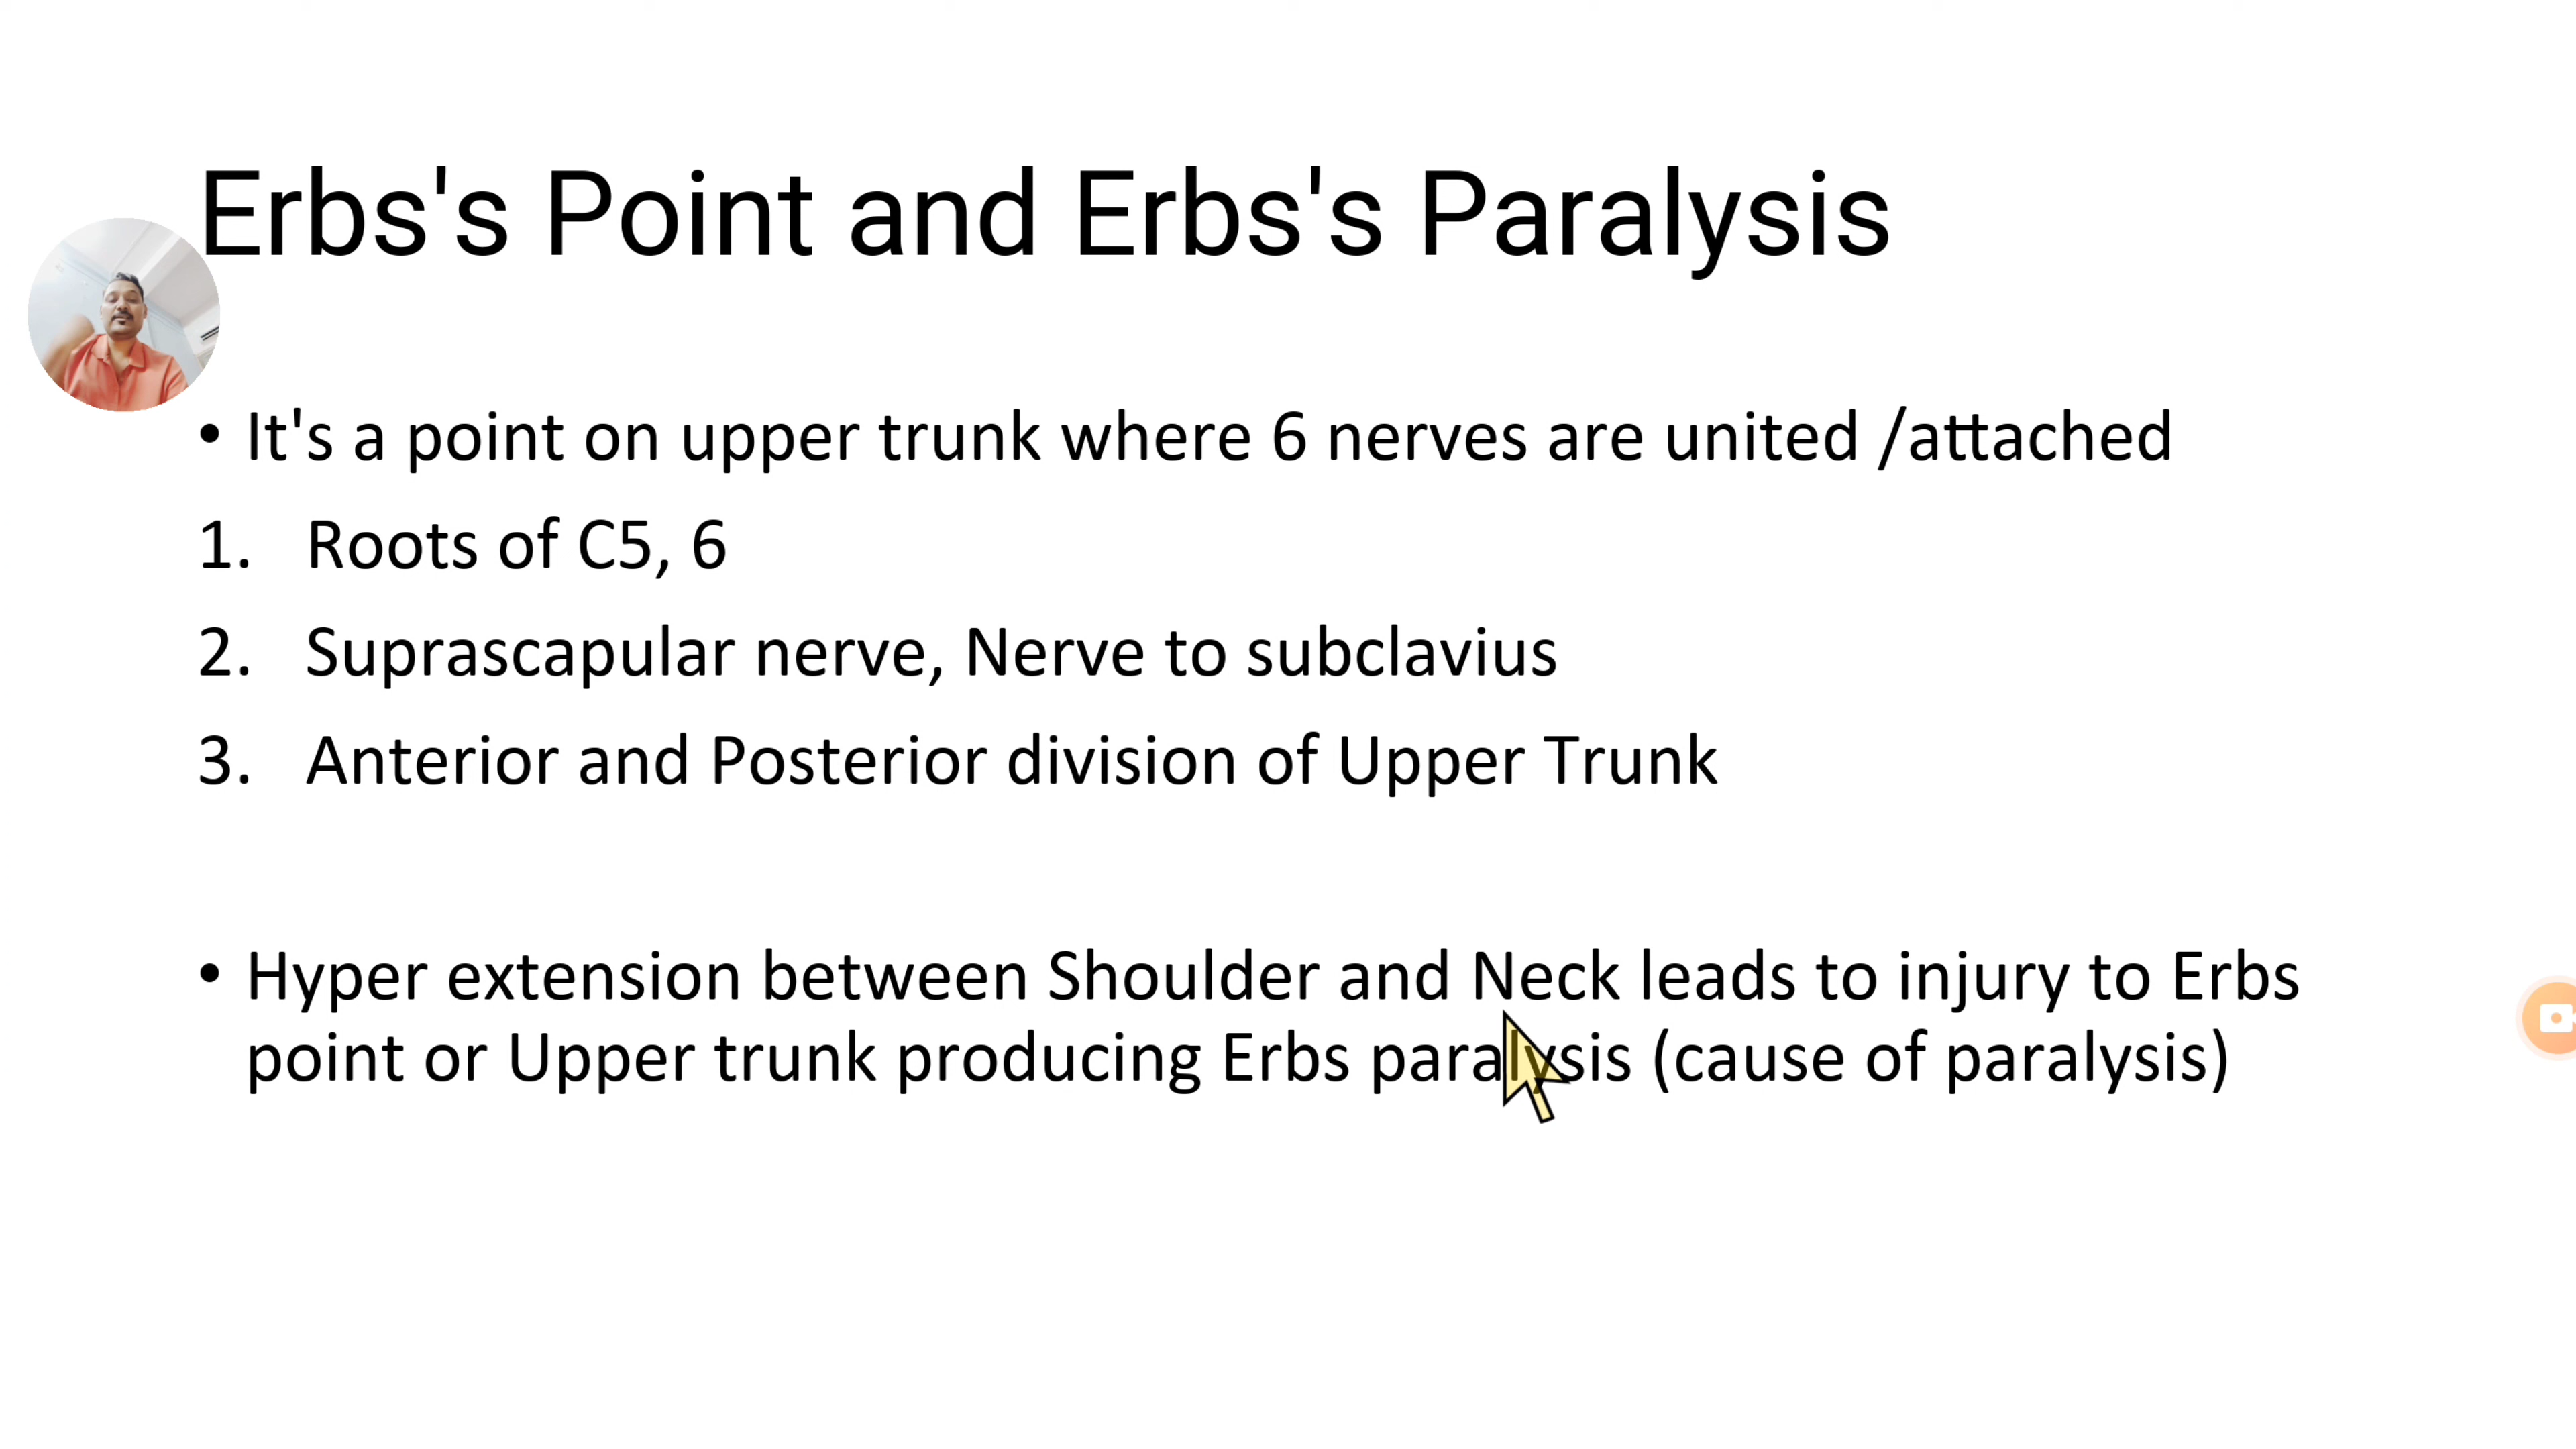 Erbs's Point and Erbs's Paralysis
• It's a point on upper trunk where 6 nerves are united /attached
1. Roots of C5, 6
2. Suprascapular nerve, Nerve to subclavius
3. Anterior and Posterior division of Upper Trunk
• Hyper extension between Shoulder and Neck leads to injury to Erbs
point or Upper trunk producing Erbs paralysis (cause of paralysis)